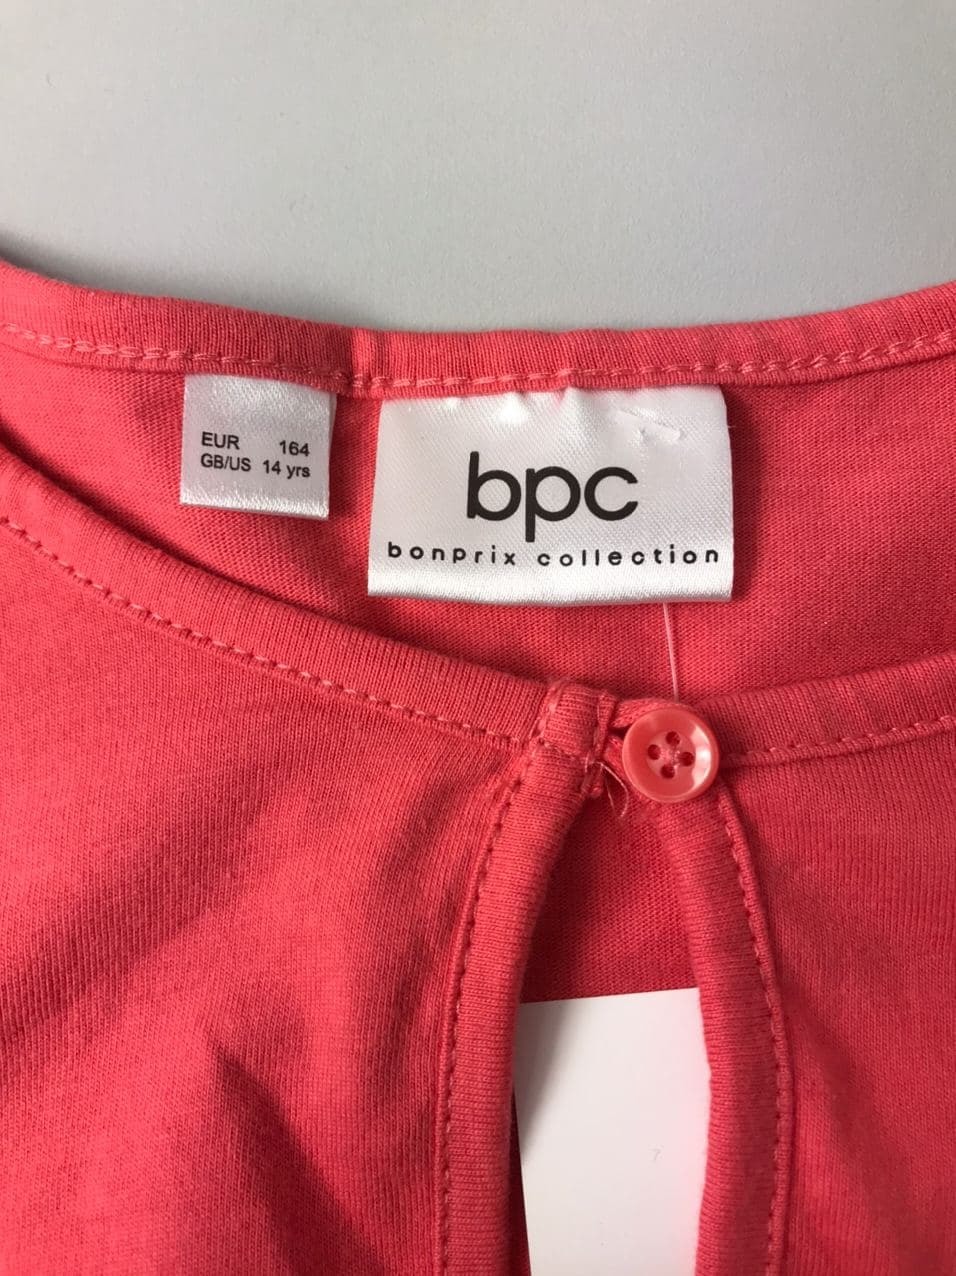 EUR 164
GB/US 14 yrs
bpc
bonprix collection